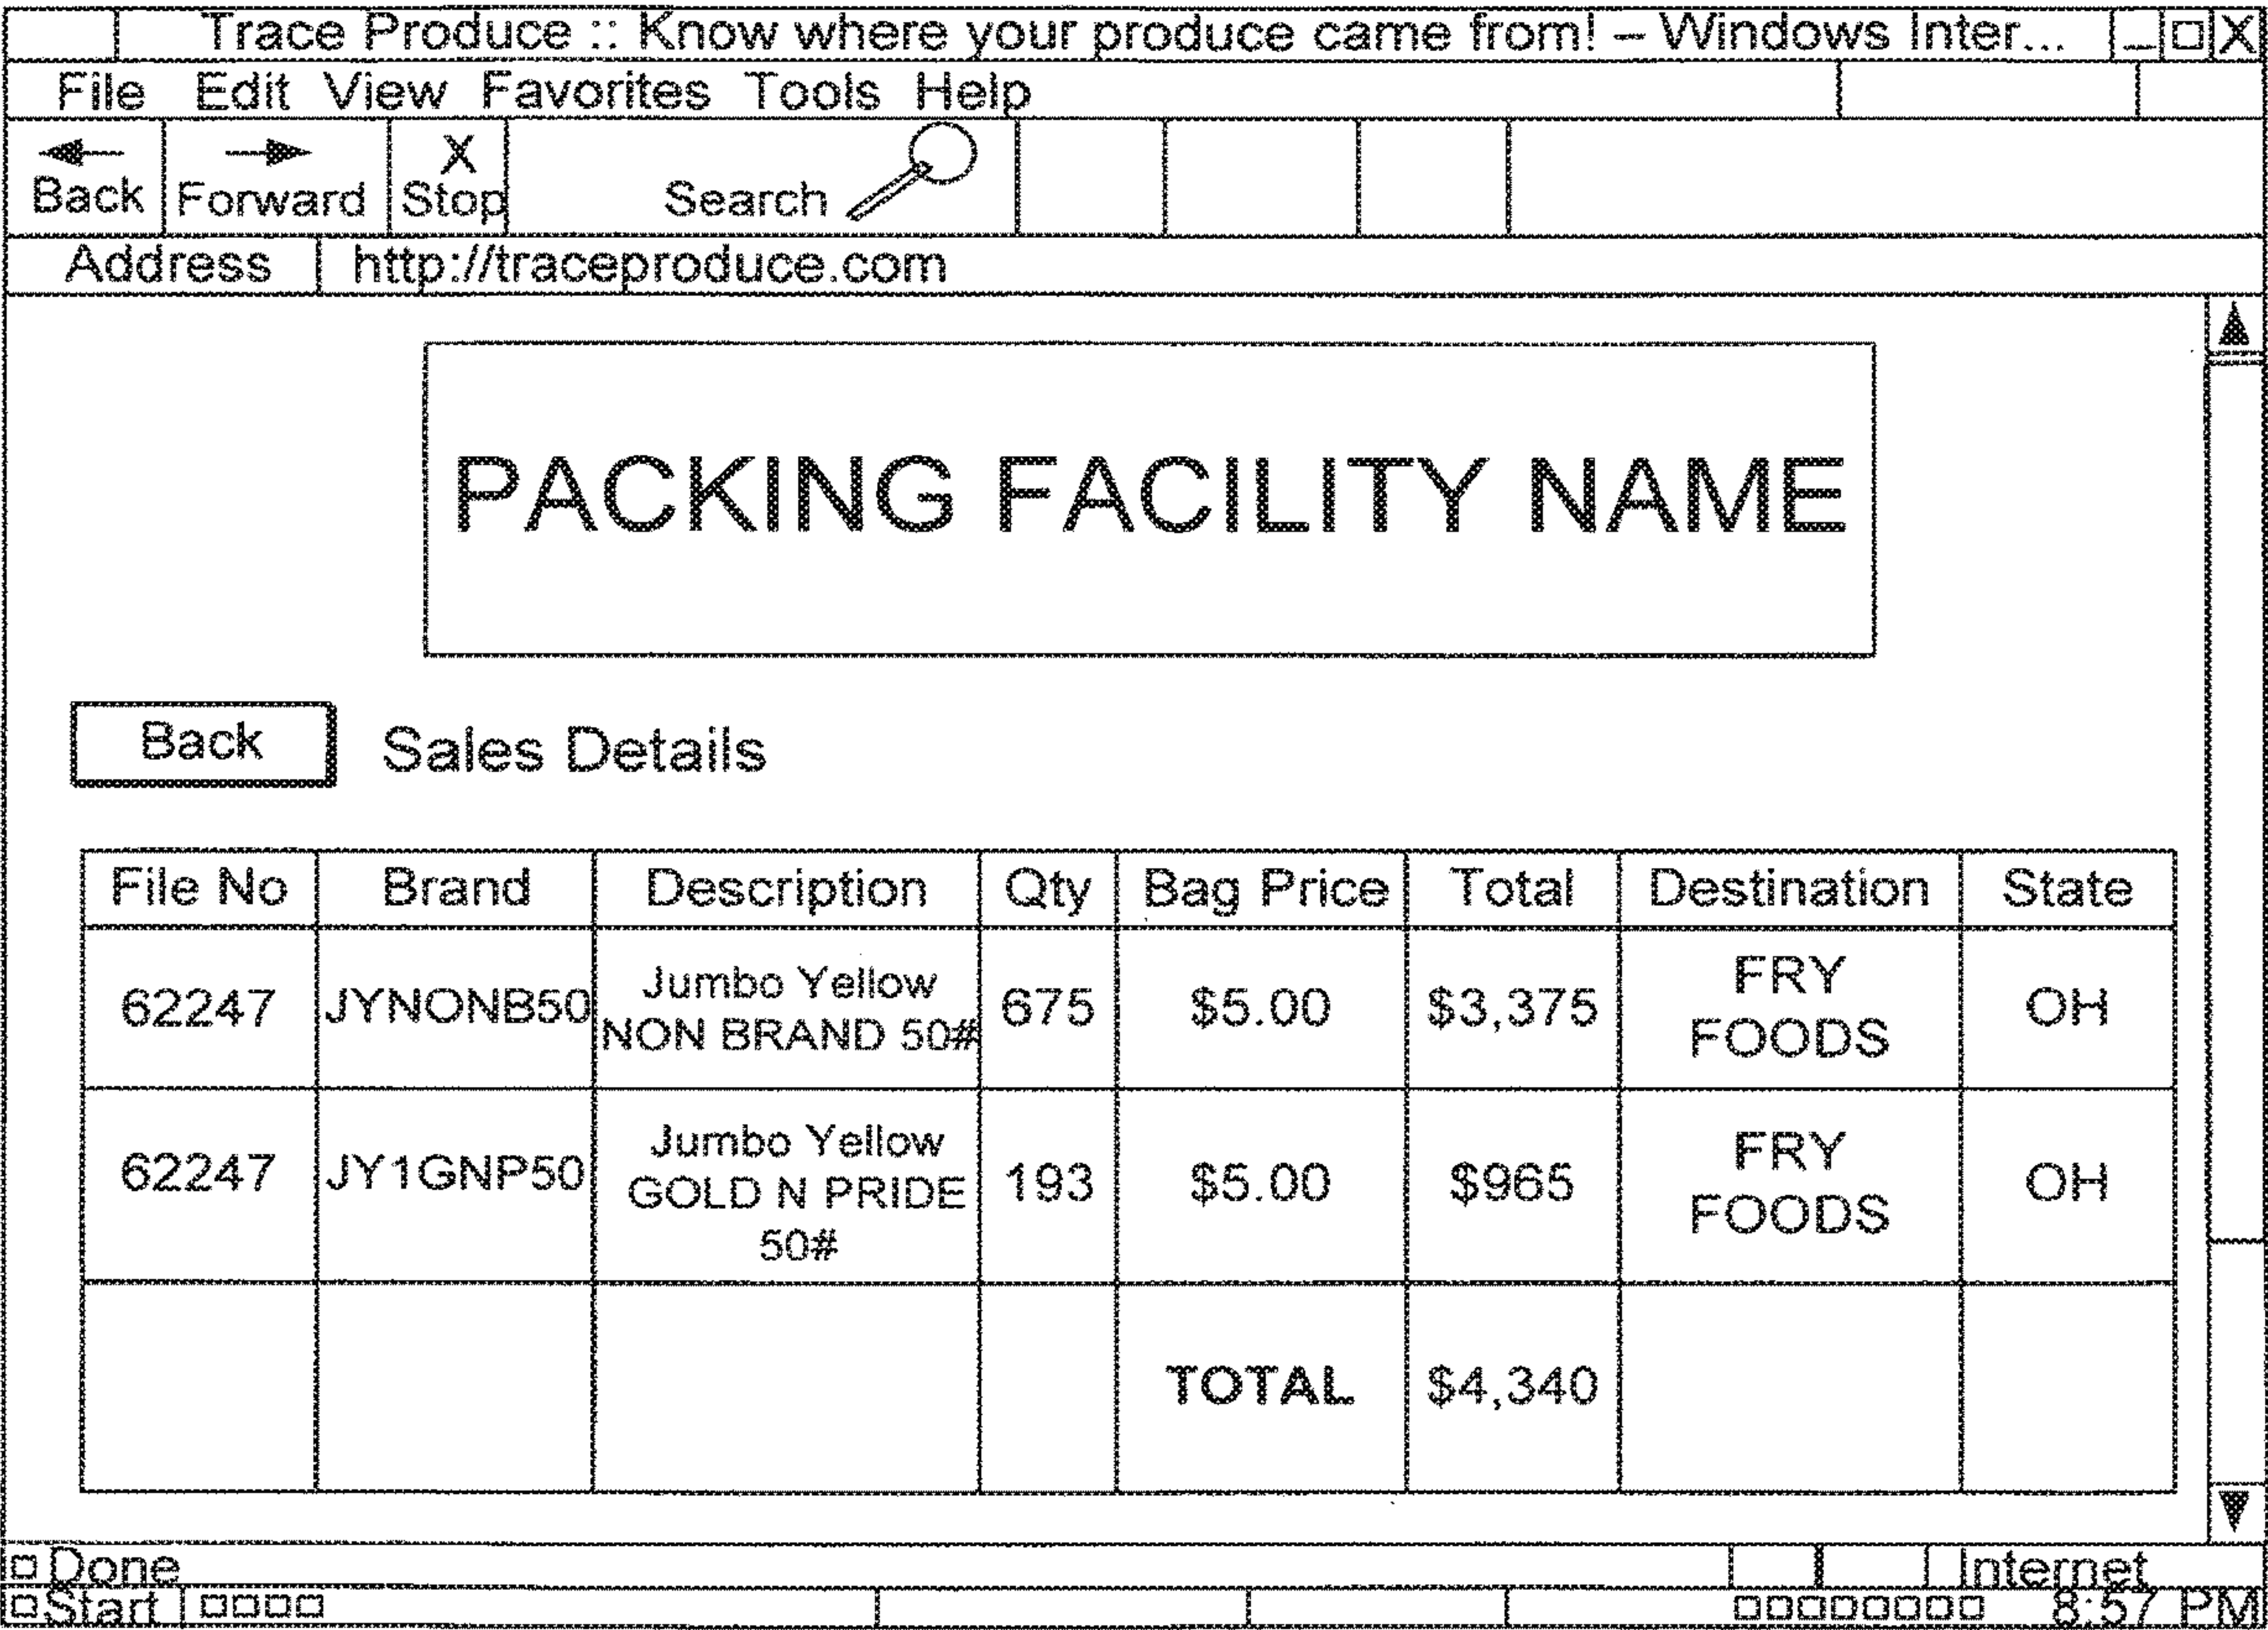 Trace Produce :: Know where your produce came from! – Windows Inter... _ □ X
File Edit View Favorites Tools Help
X
Back Forward Stop Search
Address http://traceproduce.com
PACKING FACILITY NAME
Back Sales Details
File No Brand Description Qty Bag Price Total Destination State
62247 JYNONB50 Jumbo Yellow NON BRAND 50# 675 $5.00 $3,375 FRY FOODS OH
62247 JY1GNP50 Jumbo Yellow GOLD N PRIDE 50# 193 $5.00 $965 FRY FOODS OH
TOTAL $4,340
Done Internet
Start 8:57 PM